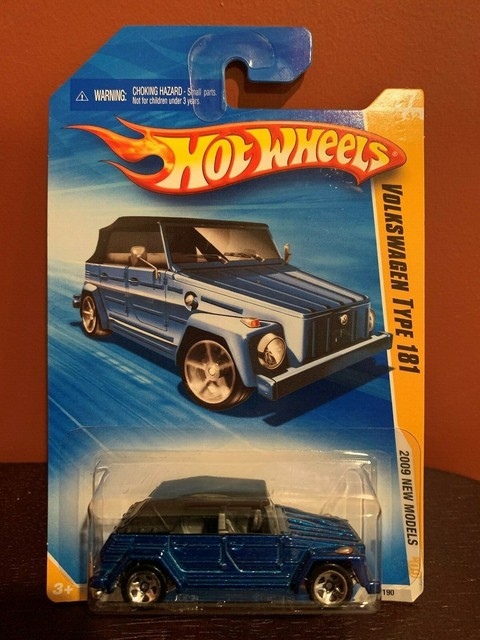 WARNING: CHOKING HAZARD - Small parts.
Not for children under 3 years.
HOT WHEELS
VOLKSWAGEN TYPE 181
2009 NEW MODELS
3+
190